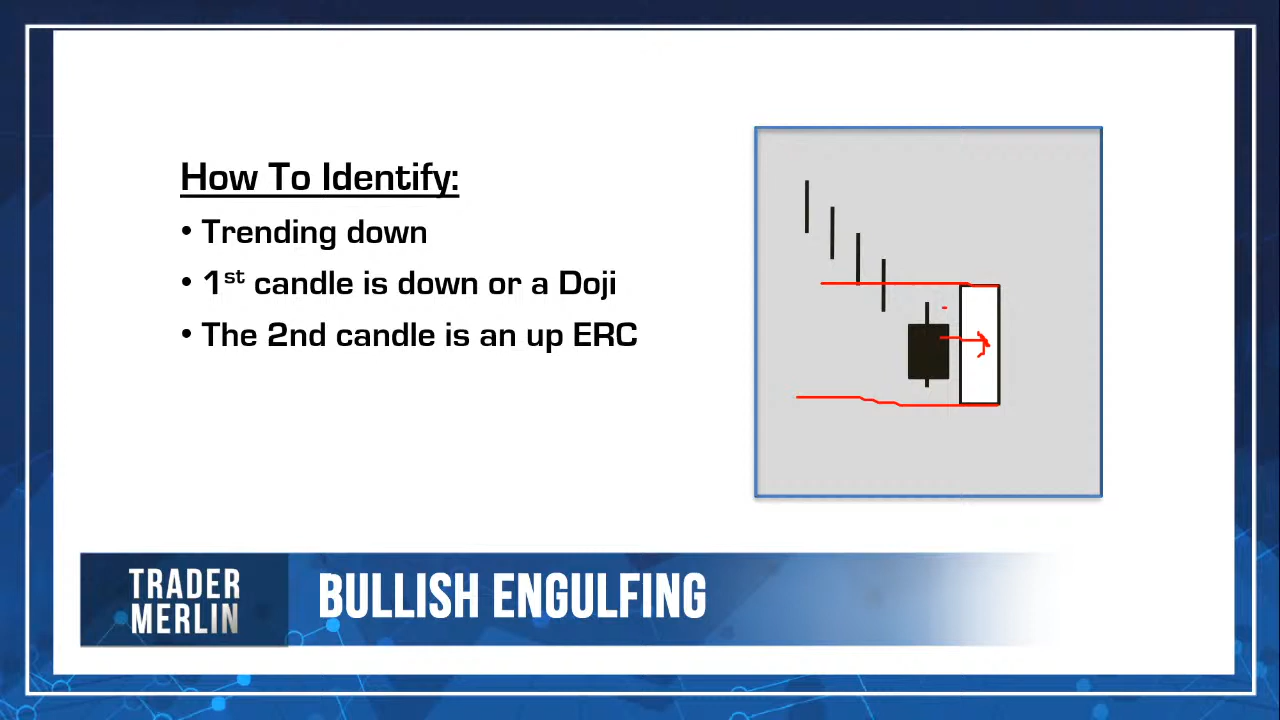 How To Identify:
• Trending down
• 1st candle is down or a Doji
• The 2nd candle is an up ERC
TRADER
MERLIN
BULLISH ENGULFING